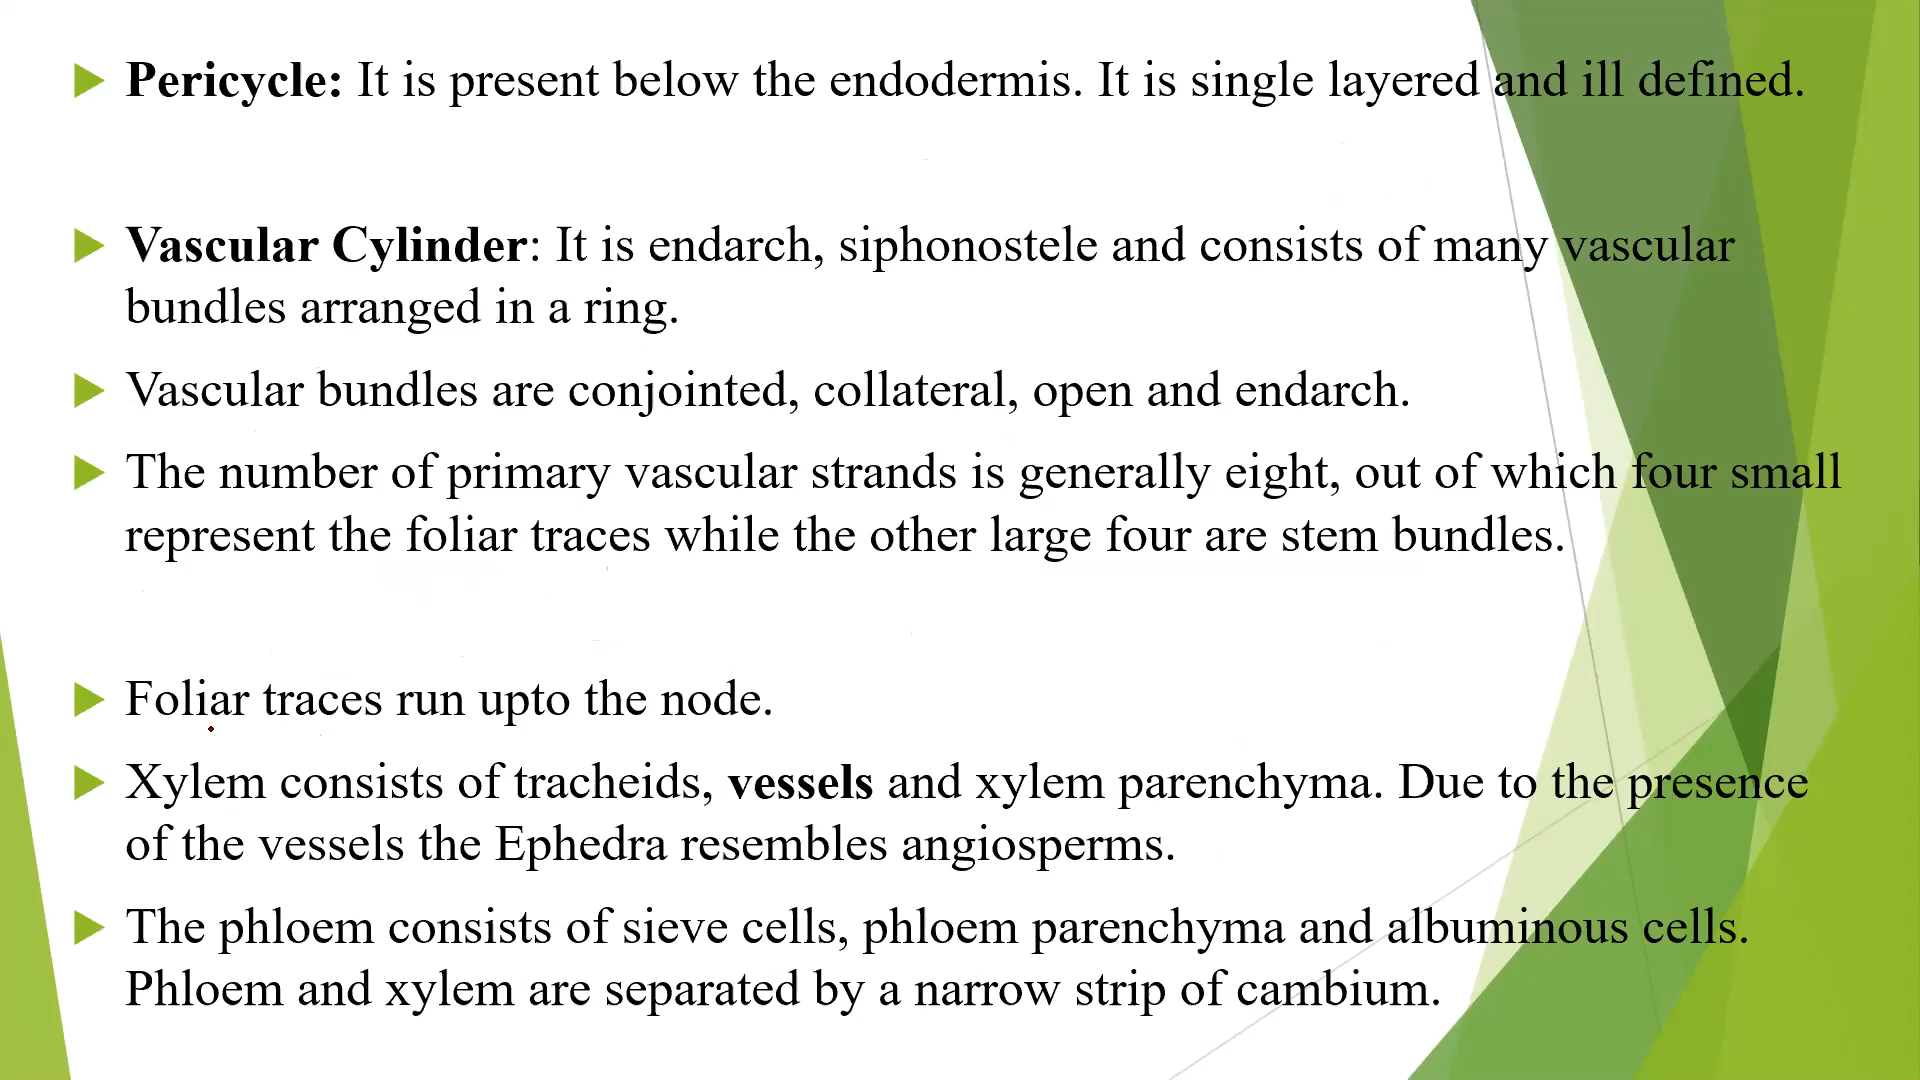 Pericycle: It is present below the endodermis. It is single layered and ill defined.
Vascular Cylinder: It is endarch, siphonostele and consists of many vascular
bundles arranged in a ring.
Vascular bundles are conjointed, collateral, open and endarch.
The number of primary vascular strands is generally eight, out of which four small
represent the foliar traces while the other large four are stem bundles.
Foliar traces run upto the node.
Xylem consists of tracheids, vessels and xylem parenchyma. Due to the presence
of the vessels the Ephedra resembles angiosperms.
The phloem consists of sieve cells, phloem parenchyma and albuminous cells.
Phloem and xylem are separated by a narrow strip of cambium.